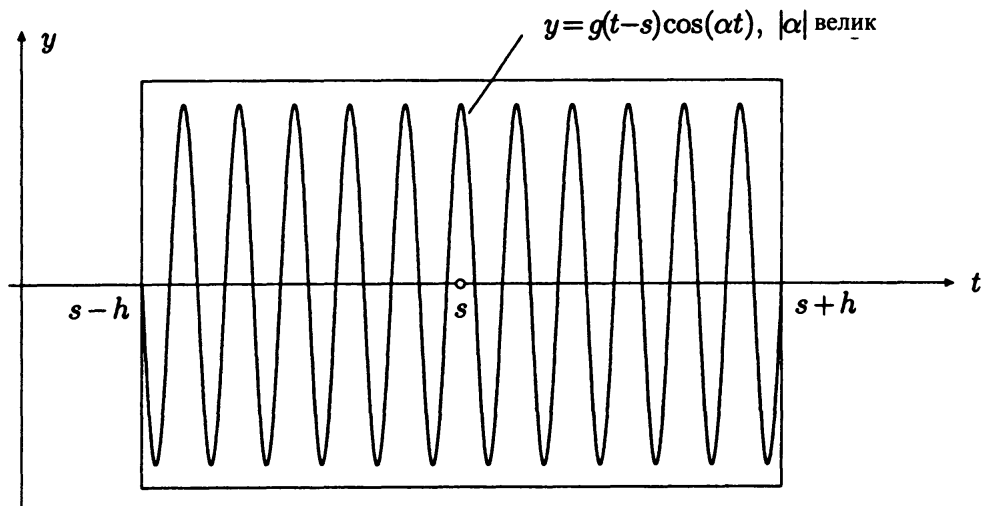 y = g(t−s)cos(αt), |α| велик
y
s − h
s
s + h
t